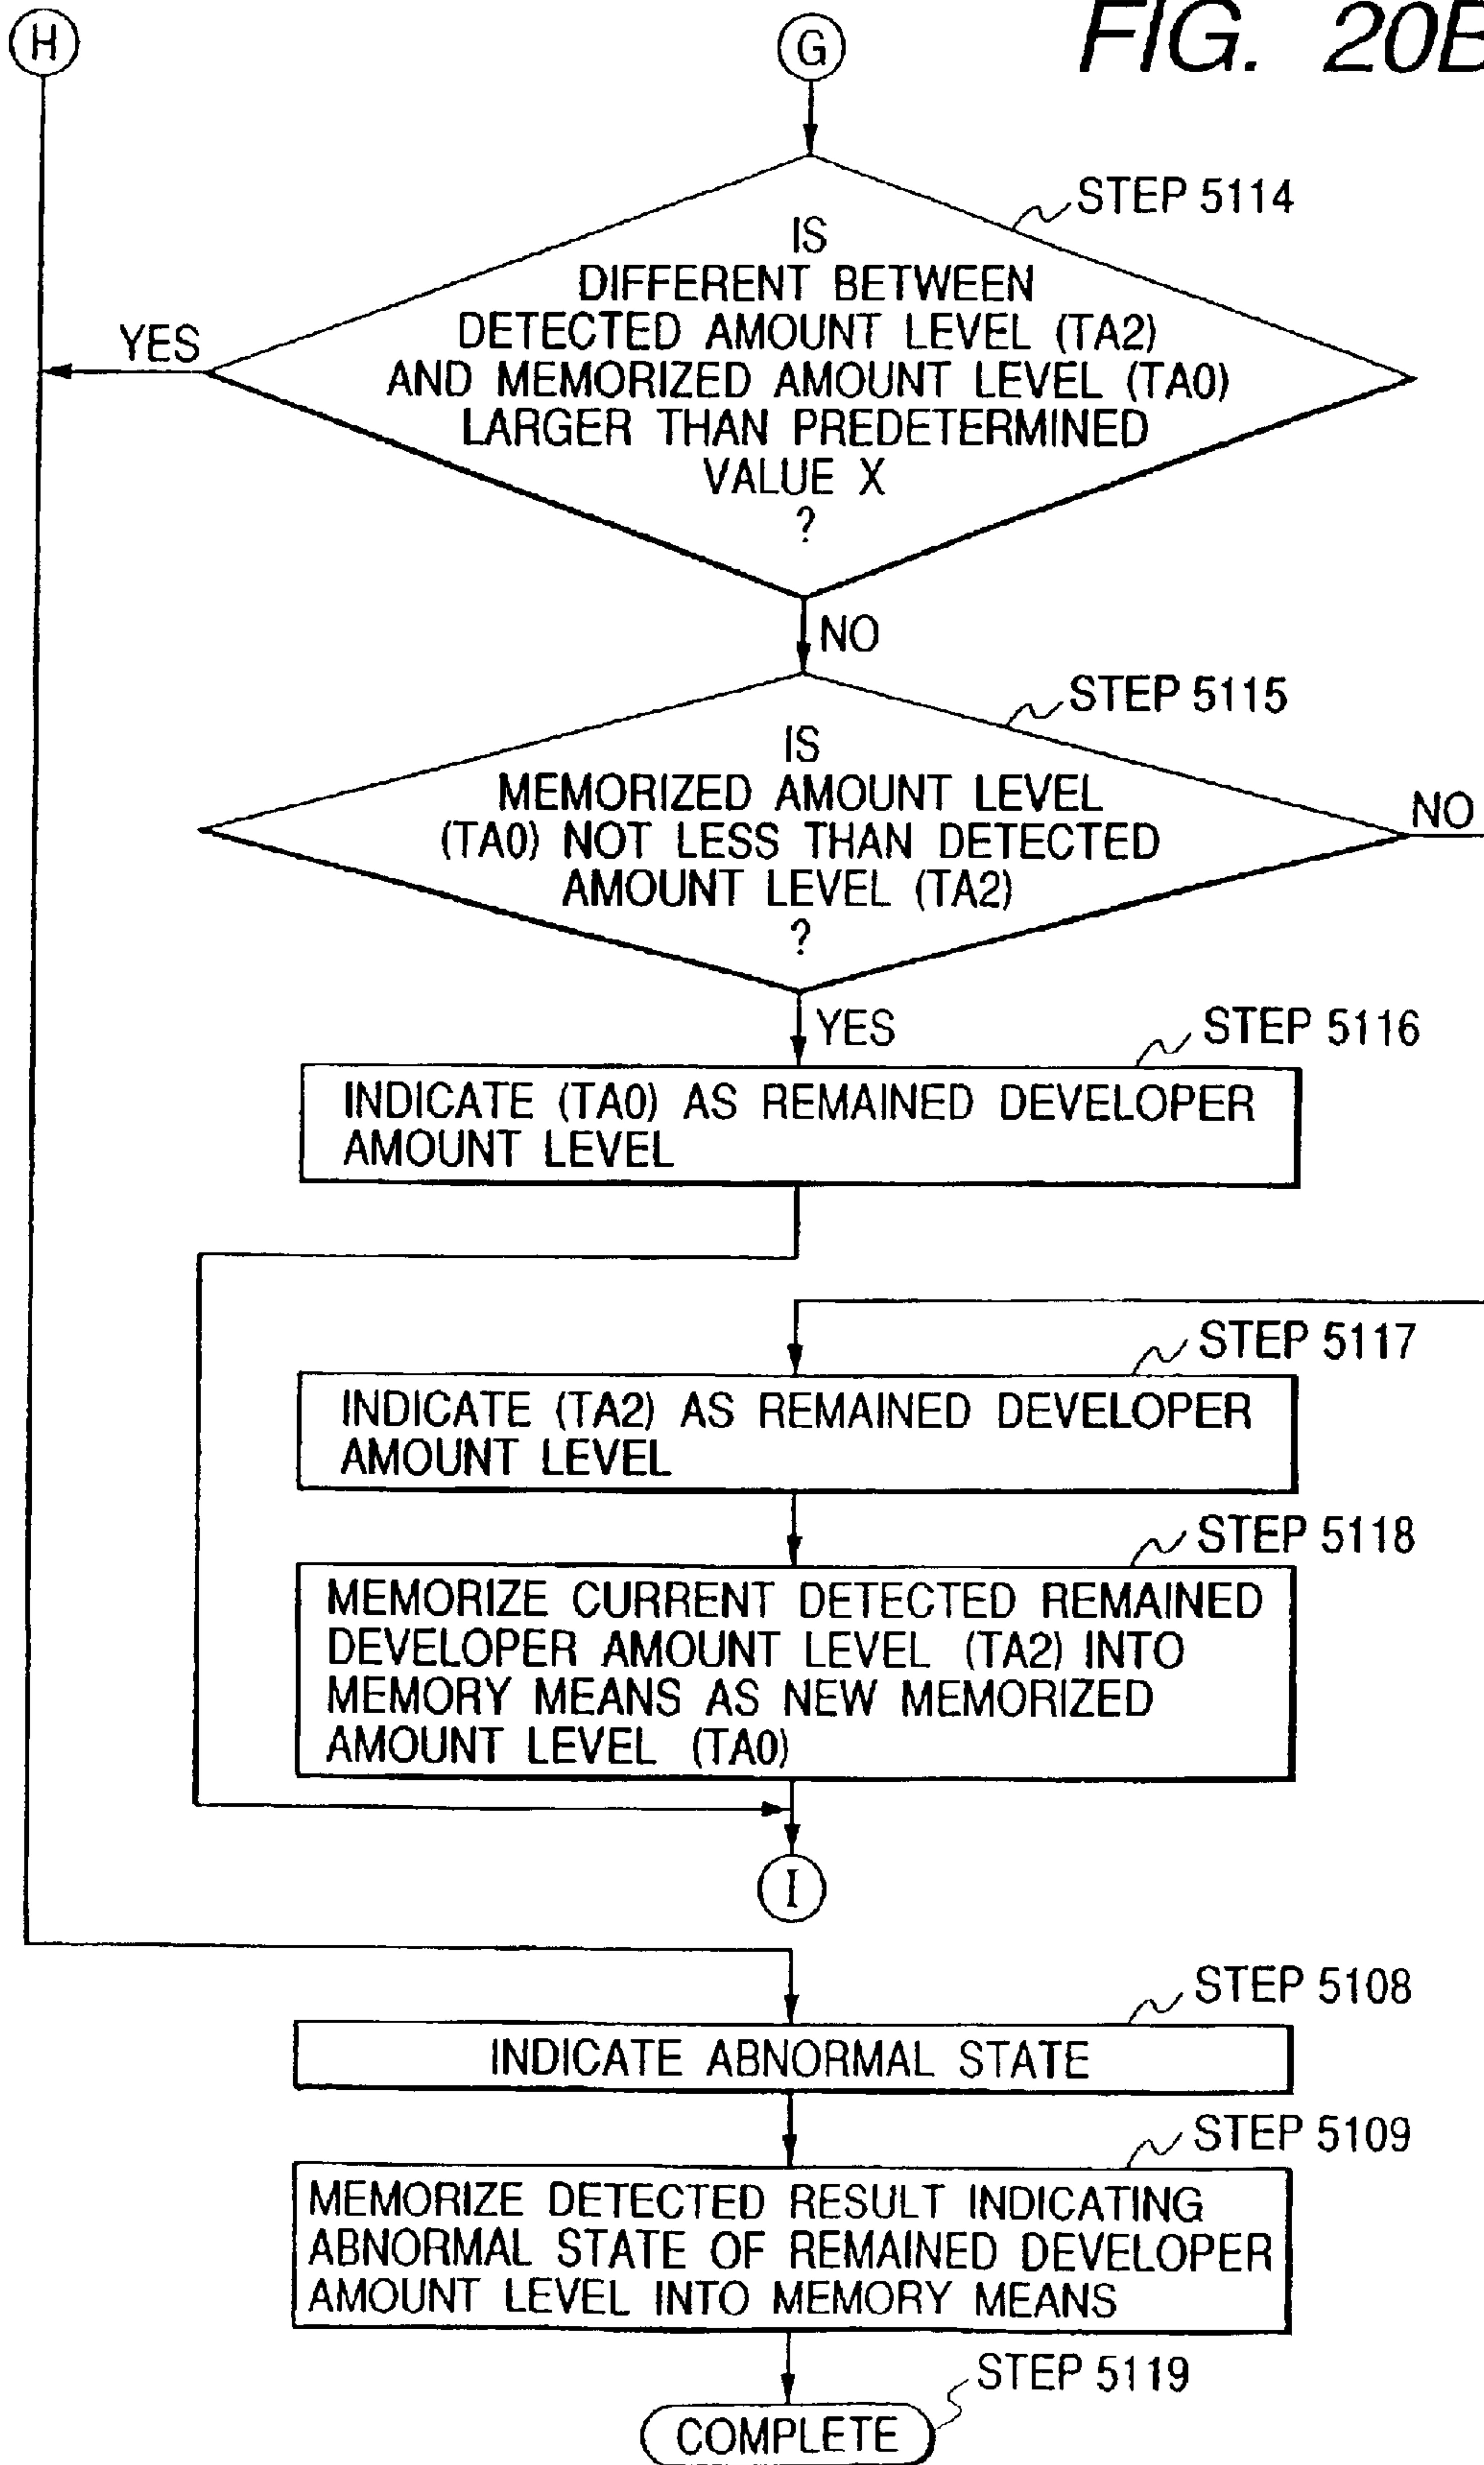 H
G
FIG. 20B
STEP 5114
IS
DIFFERENT BETWEEN
DETECTED AMOUNT LEVEL (TA2)
AND MEMORIZED AMOUNT LEVEL (TA0)
LARGER THAN PREDETERMINED
VALUE X
?
YES
NO
STEP 5115
IS
MEMORIZED AMOUNT LEVEL
(TA0) NOT LESS THAN DETECTED
AMOUNT LEVEL (TA2)
?
NO
YES
STEP 5116
INDICATE (TA0) AS REMAINED DEVELOPER
AMOUNT LEVEL
STEP 5117
INDICATE (TA2) AS REMAINED DEVELOPER
AMOUNT LEVEL
STEP 5118
MEMORIZE CURRENT DETECTED REMAINED
DEVELOPER AMOUNT LEVEL (TA2) INTO
MEMORY MEANS AS NEW MEMORIZED
AMOUNT LEVEL (TA0)
I
STEP 5108
INDICATE ABNORMAL STATE
STEP 5109
MEMORIZE DETECTED RESULT INDICATING
ABNORMAL STATE OF REMAINED DEVELOPER
AMOUNT LEVEL INTO MEMORY MEANS
STEP 5119
COMPLETE